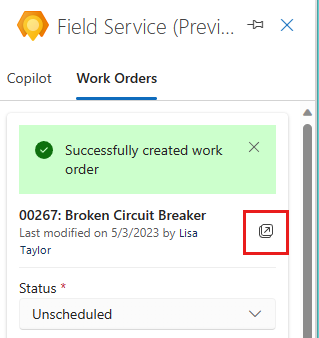 Field Service (Previ...
Copilot
Work Orders
Successfully created work
order
00267: Broken Circuit Breaker
Last modified on 5/3/2023 by Lisa
Taylor
Status *
Unscheduled